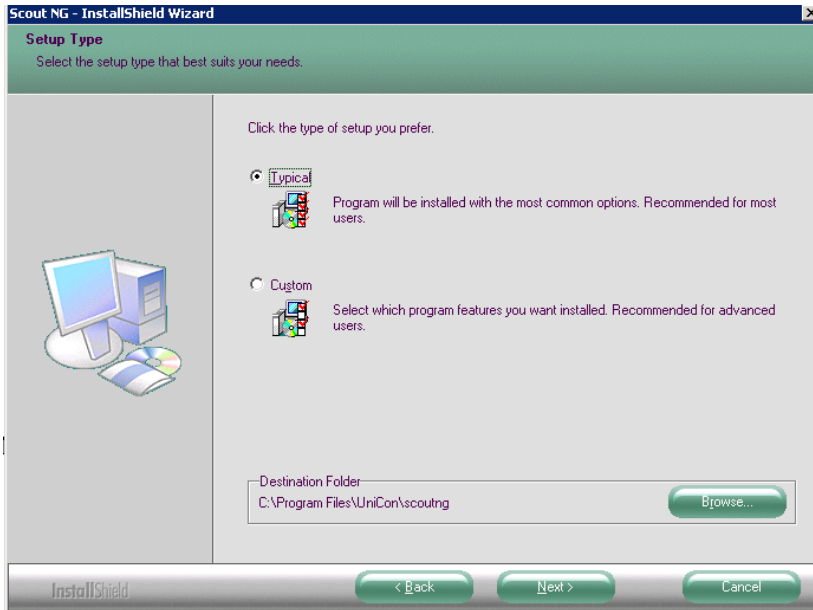 Scout NG - InstallShield Wizard
Setup Type
Select the setup type that best suits your needs.
Click the type of setup you prefer.
Typical
Program will be installed with the most common options. Recommended for most
users.
Custom
Select which program features you want installed. Recommended for advanced
users.
Destination Folder
C:\Program Files\UniCon\scoutng
Browse...
InstallShield
< Back
Next >
Cancel